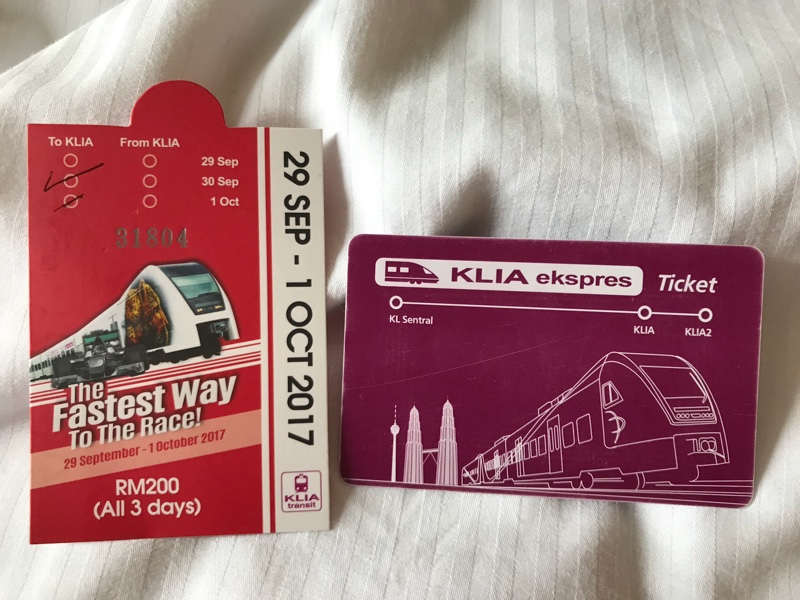 To KLIA From KLIA
29 Sep
30 Sep
1 Oct
31804
The
Fastest Way
To The Race!
29 September - 1 October 2017
RM200
(All 3 days)
29 SEP - 1 OCT 2017
KLIA
transit
KLIA ekspres Ticket
KL Sentral
KLIA
KLIA2